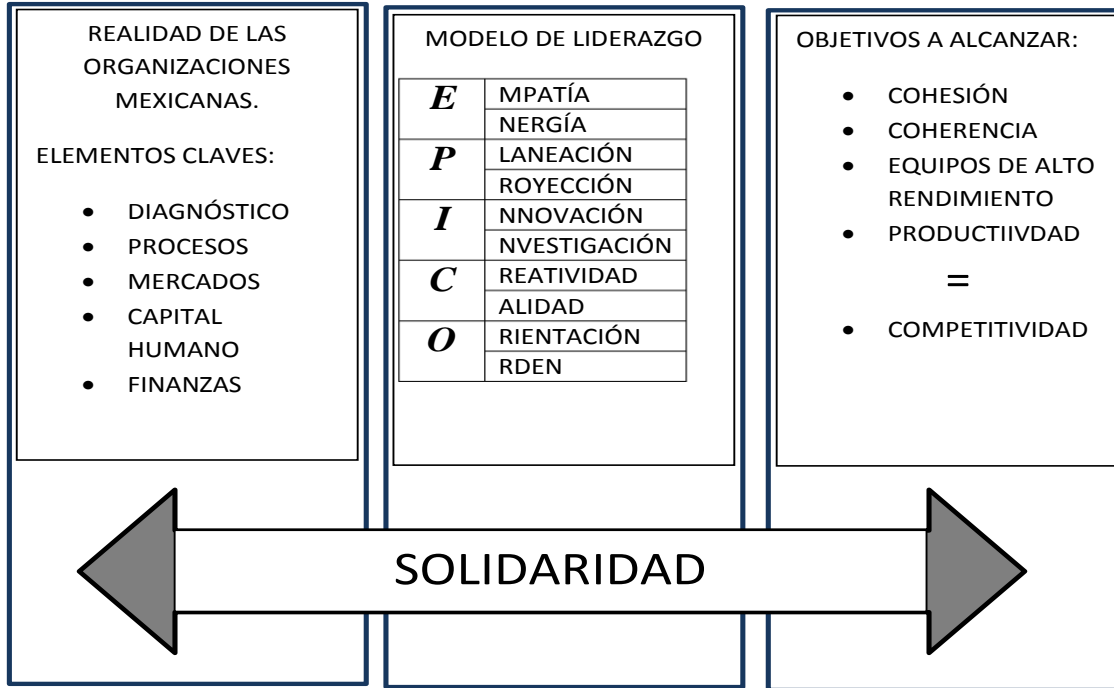 REALIDAD DE LAS
ORGANIZACIONES
MEXICANAS.
ELEMENTOS CLAVES:
• DIAGNÓSTICO
• PROCESOS
• MERCADOS
• CAPITAL
HUMANO
• FINANZAS
MODELO DE LIDERAZGO
E MPATÍA
NERGÍA
P LANEACIÓN
ROYECCIÓN
I NNOVACIÓN
NVESTIGACIÓN
C REATIVIDAD
ALIDAD
O RIENTACIÓN
RDEN
OBJETIVOS A ALCANZAR:
• COHESIÓN
• COHERENCIA
• EQUIPOS DE ALTO
RENDIMIENTO
• PRODUCTIIVDAD
=
• COMPETITIVIDAD
SOLIDARIDAD